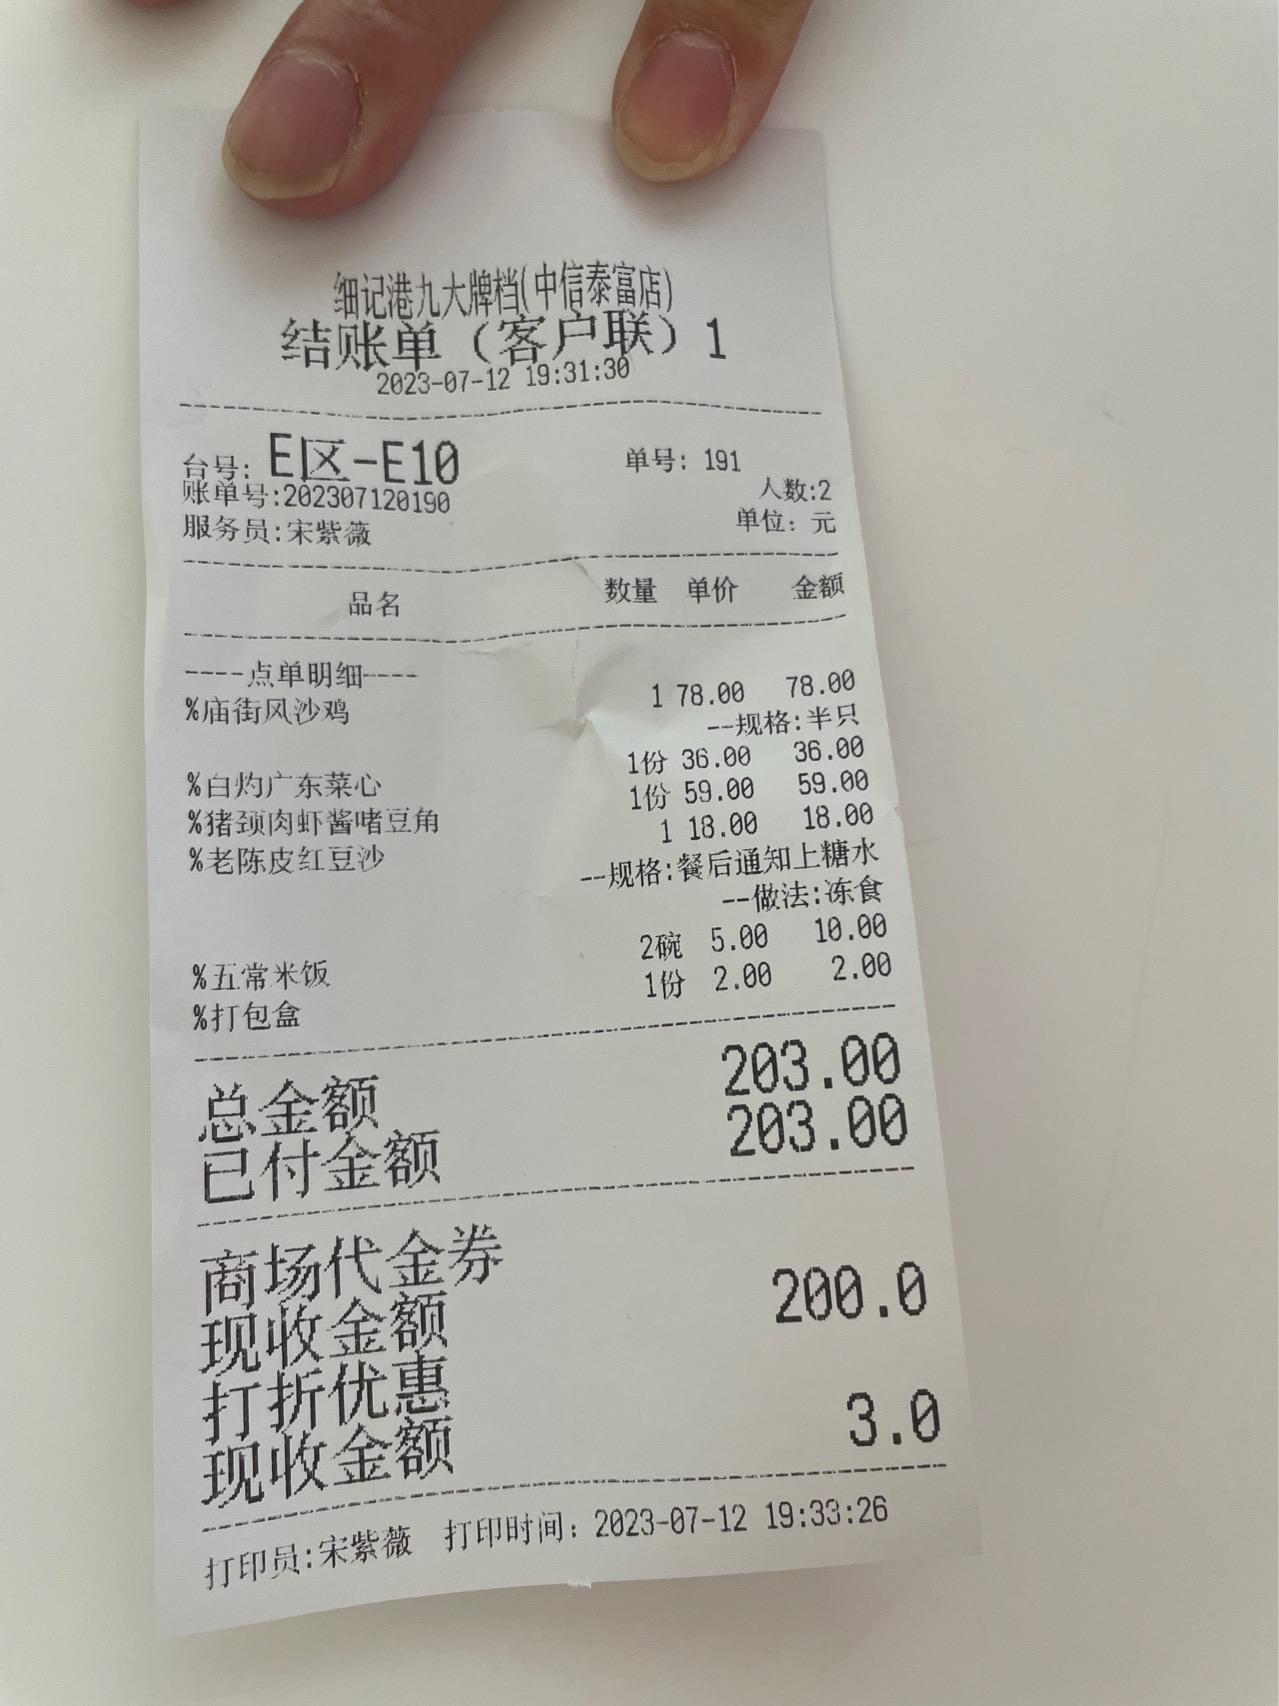 细记港九大牌档(中信泰富店)
结账单（客户联）1
2023-07-12 19:31:30
台号: E区-E10 单号: 191
账单号:202307120190 人数:2
服务员:宋紫薇 单位: 元
品名 数量 单价 金额
----点单明细----
%庙街风沙鸡 1 78.00 78.00
--规格:半只
%白灼广东菜心 1份 36.00 36.00
%猪颈肉虾酱啫豆角 1份 59.00 59.00
%老陈皮红豆沙 1 18.00 18.00
--规格:餐后通知上糖水
--做法:冻食
%五常米饭 2碗 5.00 10.00
%打包盒 1份 2.00 2.00
总金额 203.00
已付金额 203.00
商场代金券
现收金额 200.0
打折优惠
现收金额 3.0
打印员:宋紫薇 打印时间: 2023-07-12 19:33:26